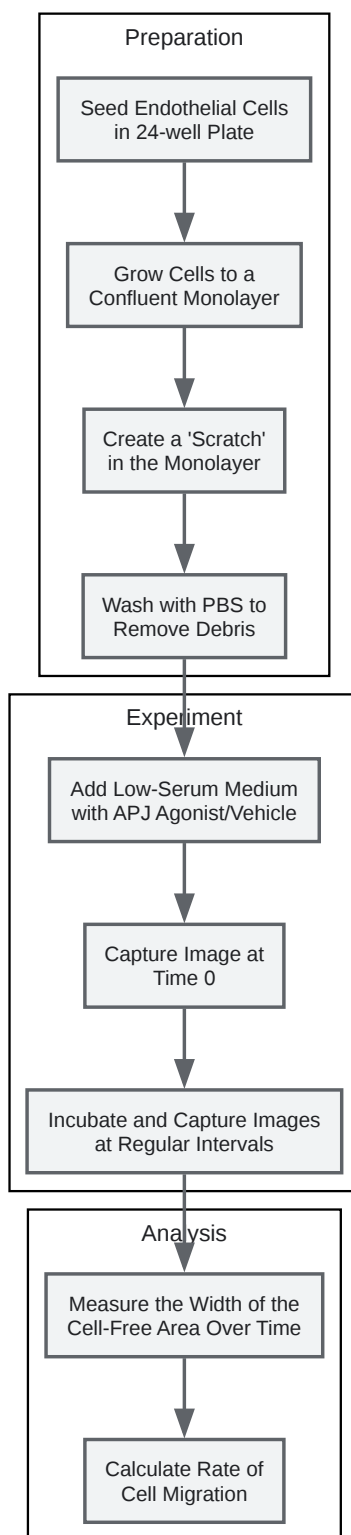 Preparation
Seed Endothelial Cells
in 24-well Plate
Grow Cells to a
Confluent Monolayer
Create a 'Scratch'
in the Monolayer
Wash with PBS to
Remove Debris
Experiment
Add Low-Serum Medium
with APJ Agonist/Vehicle
Capture Image at
Time 0
Incubate and Capture Images
at Regular Intervals
Analysis
Measure the Width of the
Cell-Free Area Over Time
Calculate Rate of
Cell Migration